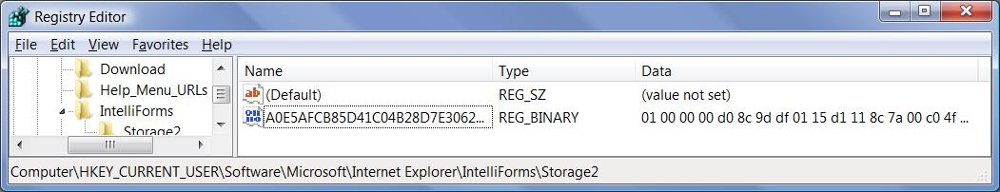 Registry Editor
File Edit View Favorites Help
Download
Help_Menu_URLs
IntelliForms
Storage2
Name Type Data
(Default) REG_SZ (value not set)
A0E5AFCB85D41C04B28D7E3062... REG_BINARY 01 00 00 00 d0 8c 9d df 01 15 d1 11 8c 7a 00 c0 4f ...
Computer\HKEY_CURRENT_USER\Software\Microsoft\Internet Explorer\IntelliForms\Storage2